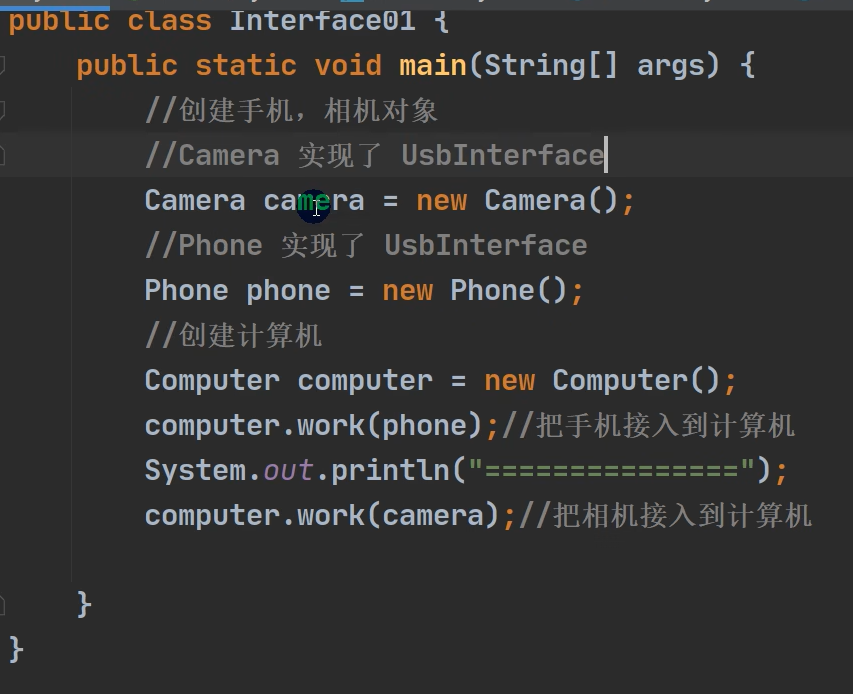 public class Interface01 {
public static void main(String[] args) {
//创建手机，相机对象
//Camera 实现了 UsbInterface
Camera camera = new Camera();
//Phone 实现了 UsbInterface
Phone phone = new Phone();
//创建计算机
Computer computer = new Computer();
computer.work(phone);//把手机接入到计算机
System.out.println("===============");
computer.work(camera);//把相机接入到计算机
}
}